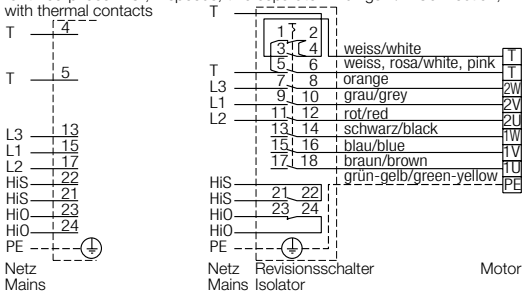 with thermal contacts
T 4
T 5
L3 13
L1 15
L2 17
HiS 22
HiS 21
HiO 23
HiO 24
PE
Netz
Mains
T
1 2
3 4 weiss/white T
T 5 6 weiss, rosa/white, pink T
L3 7 8 orange 2W
L1 9 10 grau/grey 2V
L2 11 12 rot/red 2U
13 14 schwarz/black 1W
15 16 blau/blue 1V
17 18 braun/brown 1U
grün-gelb/green-yellow PE
HiS
HiS 21 22
HiO 23 24
HiO
PE
Netz Revisionsschalter Motor
Mains Isolator